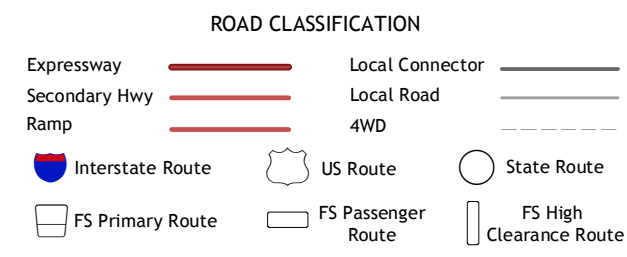 ROAD CLASSIFICATION
Expressway
Local Connector
Secondary Hwy
Local Road
Ramp
4WD
Interstate Route
US Route
State Route
FS Primary Route
FS Passenger
Route
FS High
Clearance Route